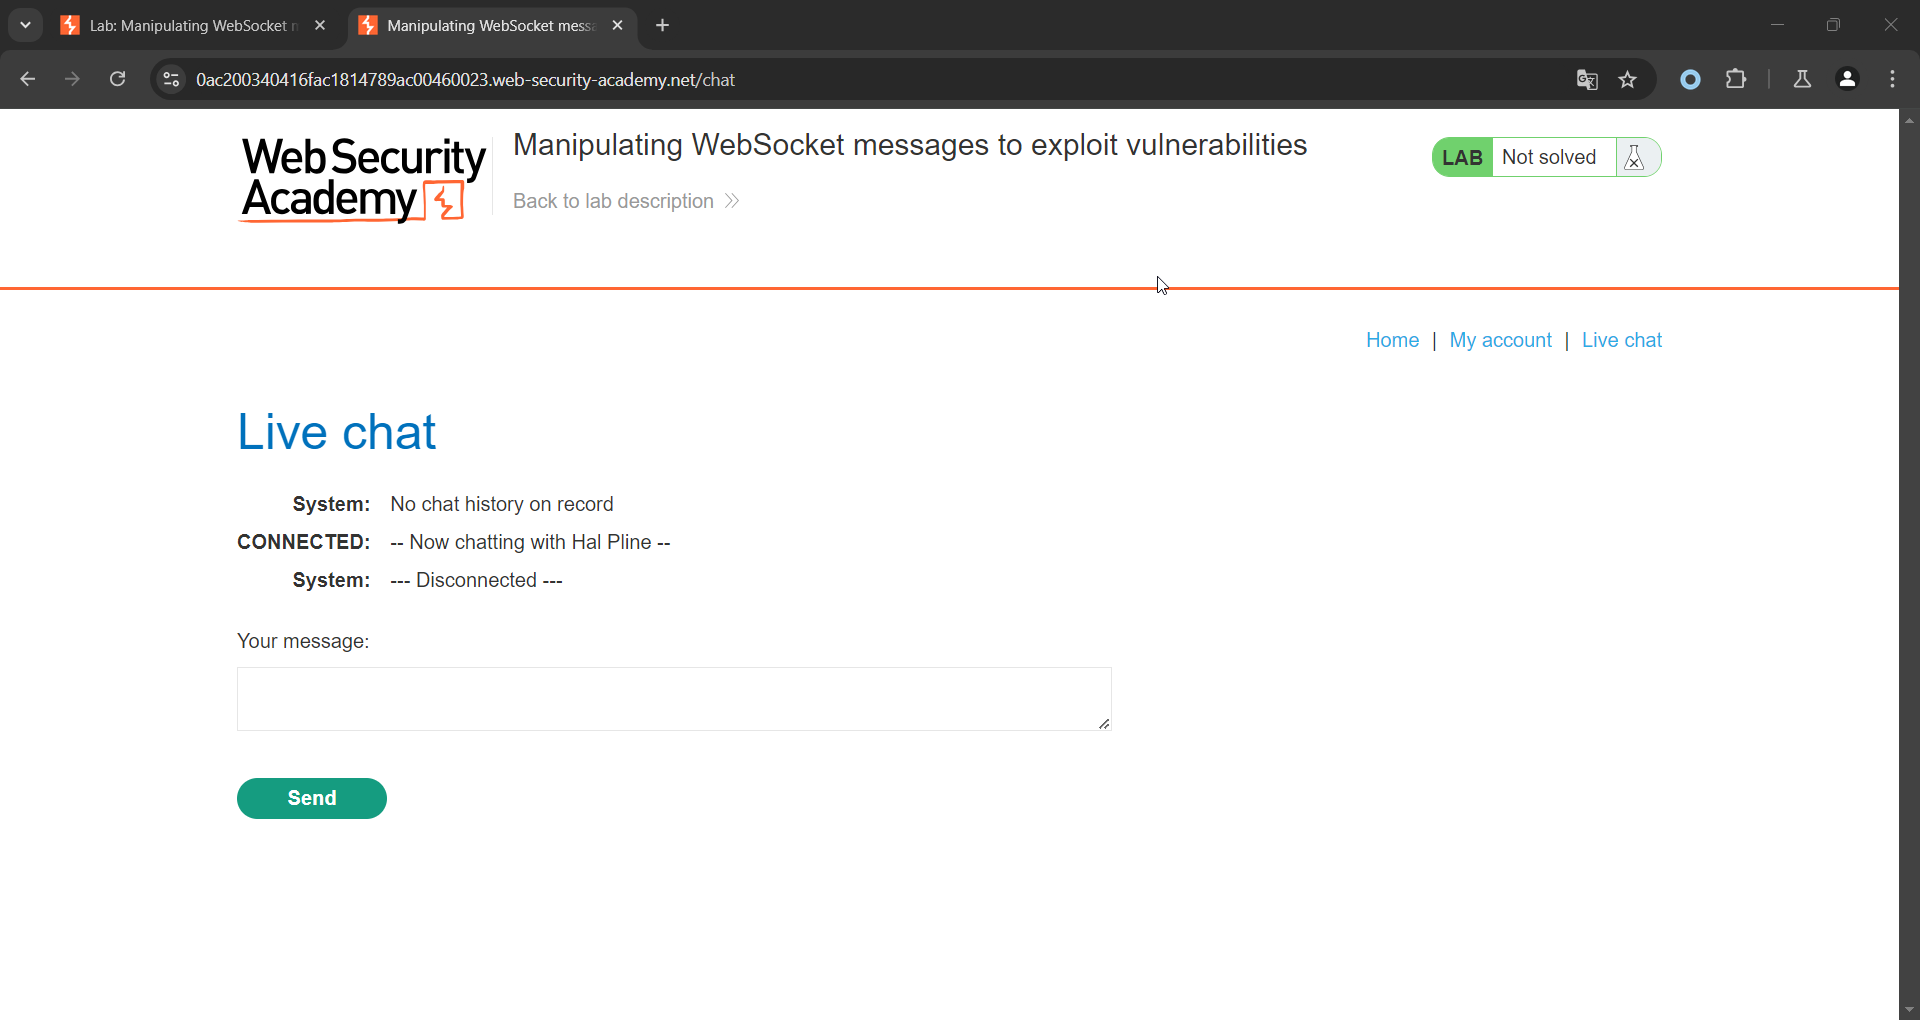 Lab: Manipulating WebSocket
Manipulating WebSocket mess
0ac200340416fac1814789ac00460023.web-security-academy.net/chat
Web Security
Academy
Manipulating WebSocket messages to exploit vulnerabilities
Back to lab description
LAB Not solved
Home | My account | Live chat
Live chat
System: No chat history on record
CONNECTED: -- Now chatting with Hal Pline --
System: --- Disconnected ---
Your message:
Send